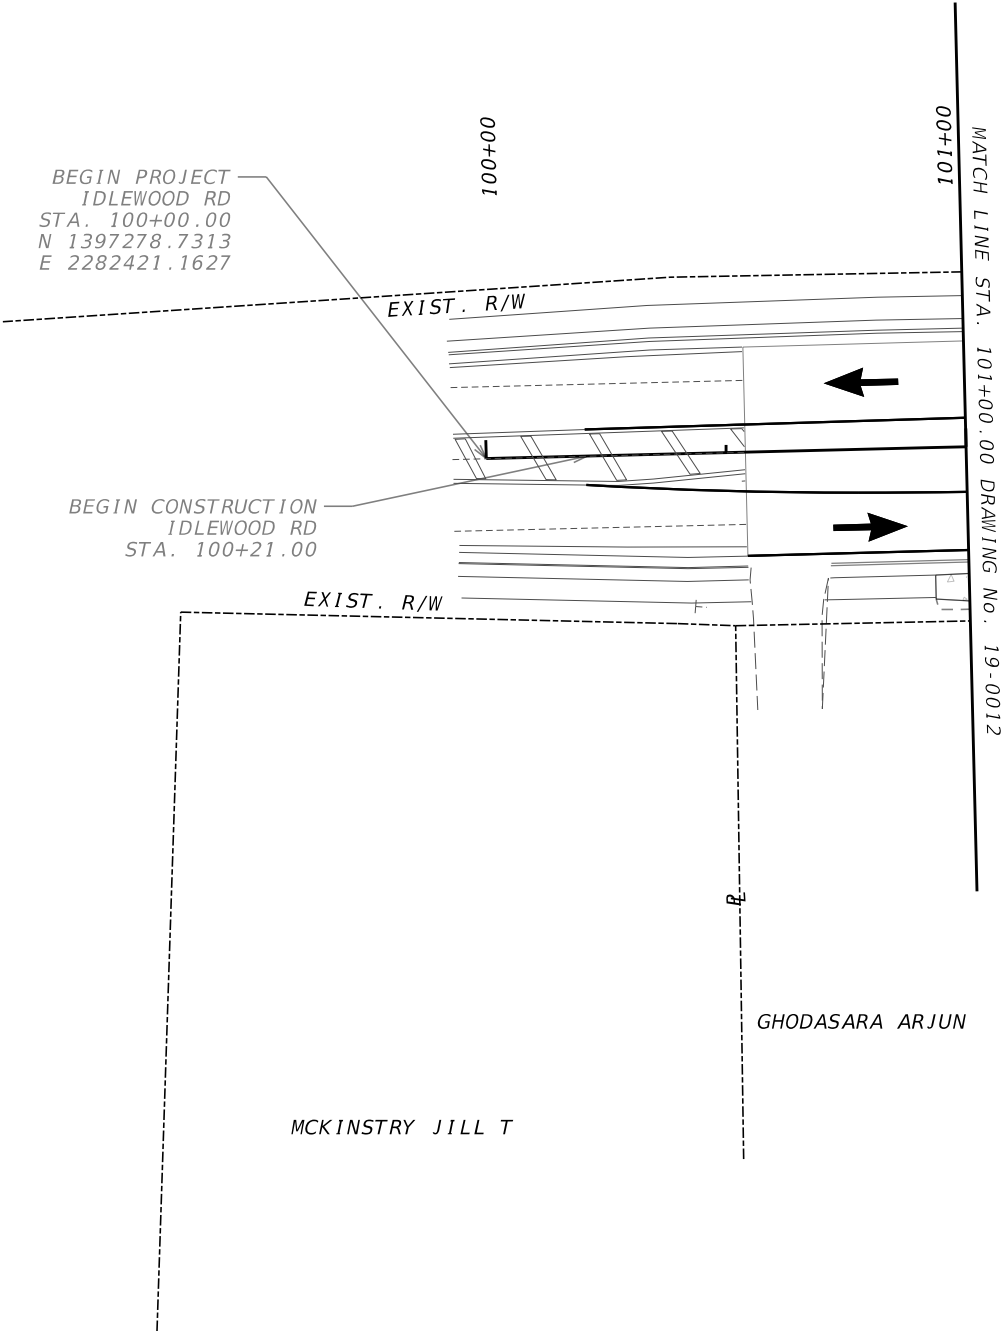 100+00
101+00
BEGIN PROJECT
IDLEWOOD RD
STA. 100+00.00
N 1397278.7313
E 2282421.1627
MATCH LINE STA. 101+00.00 DRAWING No. 19-0012
EXIST. R/W
BEGIN CONSTRUCTION
IDLEWOOD RD
STA. 100+21.00
EXIST. R/W
PL
GHODASARA ARJUN
MCKINSTRY JILL T